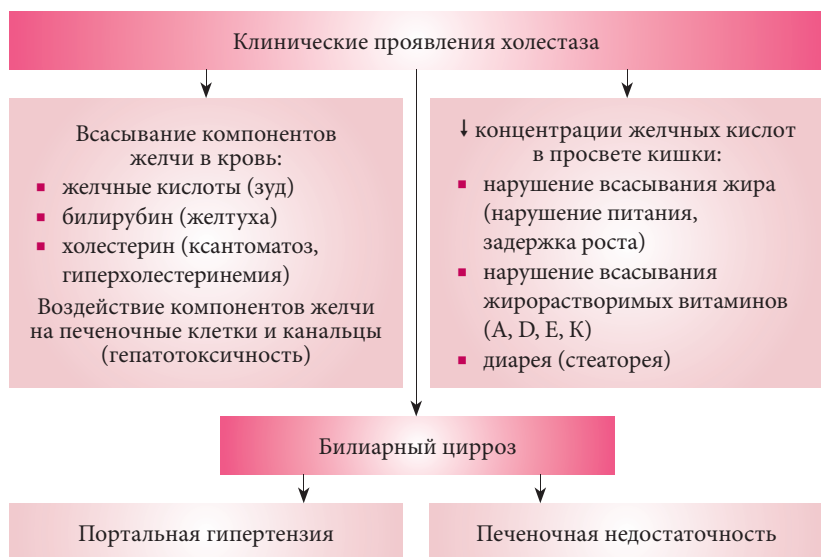 Клинические проявления холестаза
Всасывание компонентов
желчи в кровь:
▪ желчные кислоты (зуд)
▪ билирубин (желтуха)
▪ холестерин (ксантоматоз,
гиперхолестеринемия)
Воздействие компонентов желчи
на печеночные клетки и канальцы
(гепатотоксичность)
↓ концентрации желчных кислот
в просвете кишки:
▪ нарушение всасывания жира
(нарушение питания,
задержка роста)
▪ нарушение всасывания
жирорастворимых витаминов
(A, D, E, K)
▪ диарея (стеаторея)
Билиарный цирроз
Портальная гипертензия
Печеночная недостаточность